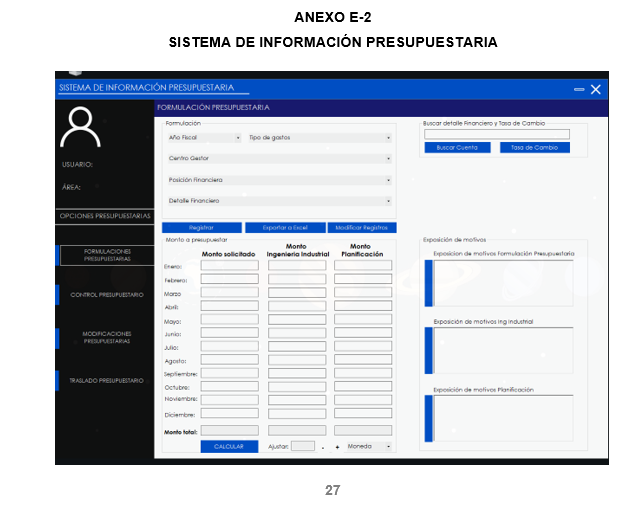 ANEXO E-2
SISTEMA DE INFORMACIÓN PRESUPUESTARIA
SISTEMA DE INFORMACIÓN PRESUPUESTARIA
FORMULACIÓN PRESUPUESTARIA
USUARIO:
ÁREA:
OPCIONES PRESUPUESTARIAS
FORMULACIONES
PRESUPUESTARIAS
CONTROL PRESUPUESTARIO
MODIFICACIONES
PRESUPUESTARIAS
TRASLADO PRESUPUESTARIO
Formulación
Año Fiscal
Tipo de gastos
Centro Gestor
Posición Financiero
Detalle Financiero
Registrar
Exportar a Excel
Modificar Registros
Buscar detalle Financiero y Tasa de Cambio
Buscar Cuenta
Tasa de Cambio
Monto a presupuestar
Monto solicitado
Monto
Ingeniería Industrial
Monto
Planificación
Enero:
Febrero:
Marzo
Abril:
Mayo:
Junio:
Julio:
Agosto:
Septiembre:
Octubre:
Noviembre:
Diciembre:
Monto total:
CALCULAR
Ajustar:
+
Moneda
Exposición de motivos
Exposicion de motivos Formulación Presupuestaria
Exposición de motivos Ing Industrial
Exposición de motivos Planificación
27